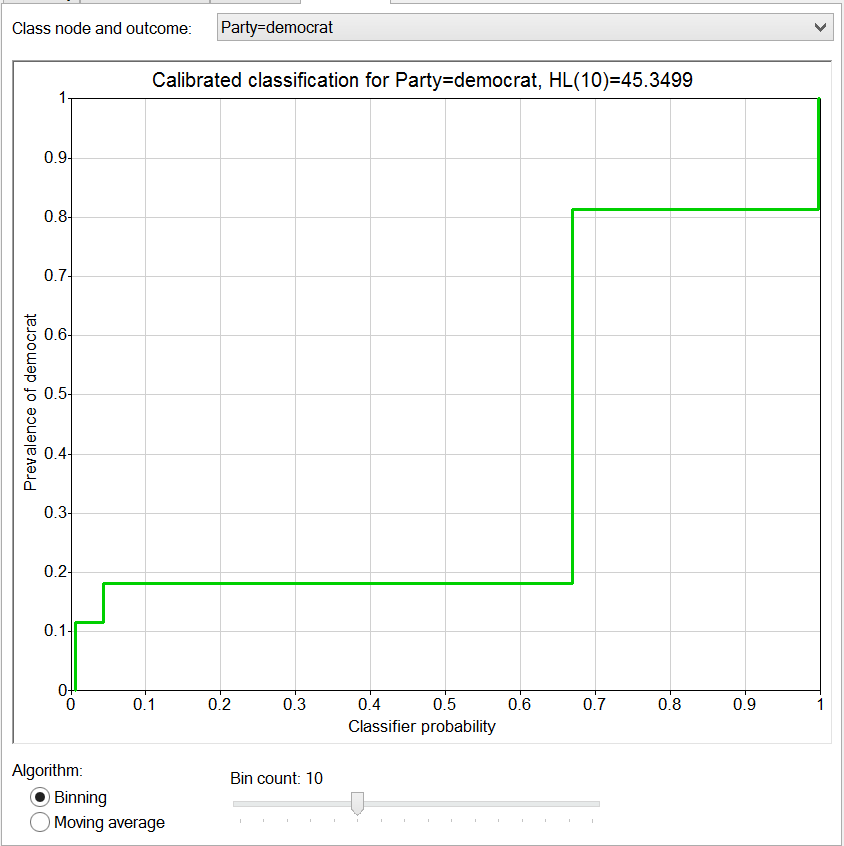 Class node and outcome: Party=democrat
Calibrated classification for Party=democrat, HL(10)=45.3499
1
0.9
0.8
0.7
0.6
0.5
0.4
0.3
0.2
0.1
0
Prevalence of democrat
0 0.1 0.2 0.3 0.4 0.5 0.6 0.7 0.8 0.9 1
Classifier probability
Algorithm:
Bin count: 10
Binning
Moving average